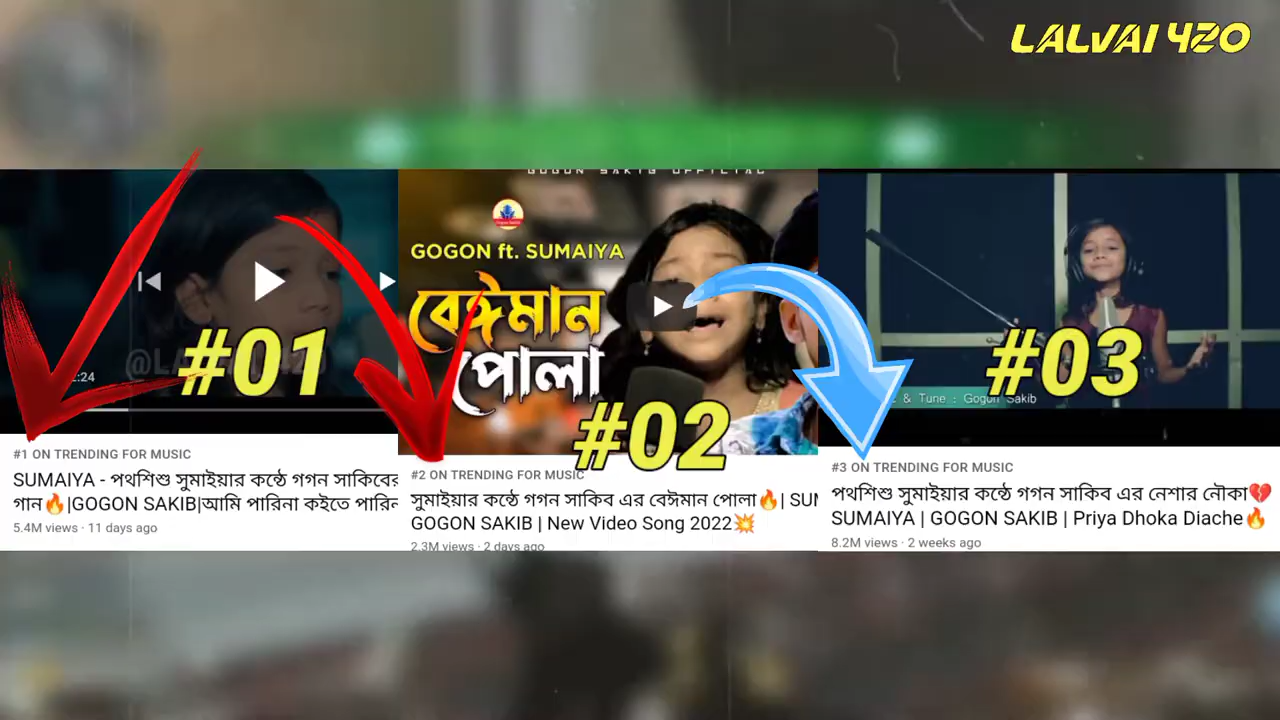 LALVAI 420
#01
:24
#1 ON TRENDING FOR MUSIC
SUMAIYA - পথশিশু সুমাইয়ার কন্ঠে গগন সাকিবের
গান🔥|GOGON SAKIB|আমি পারিনা কইতে পারিন
5.4M views · 11 days ago
GOGON SAKIB OFFICIAL
GOGON ft. SUMAIYA
বেঈমান
পোলা
#02
#2 ON TRENDING FOR MUSIC
সুমাইয়ার কন্ঠে গগন সাকিব এর বেঈমান পোলা🔥| SUM
GOGON SAKIB | New Video Song 2022💥
2.3M views · 2 days ago
#03
& Tune : Gogon Sakib
#3 ON TRENDING FOR MUSIC
পথশিশু সুমাইয়ার কন্ঠে গগন সাকিব এর নেশার নৌকা💔
SUMAIYA | GOGON SAKIB | Priya Dhoka Diache🔥
8.2M views · 2 weeks ago